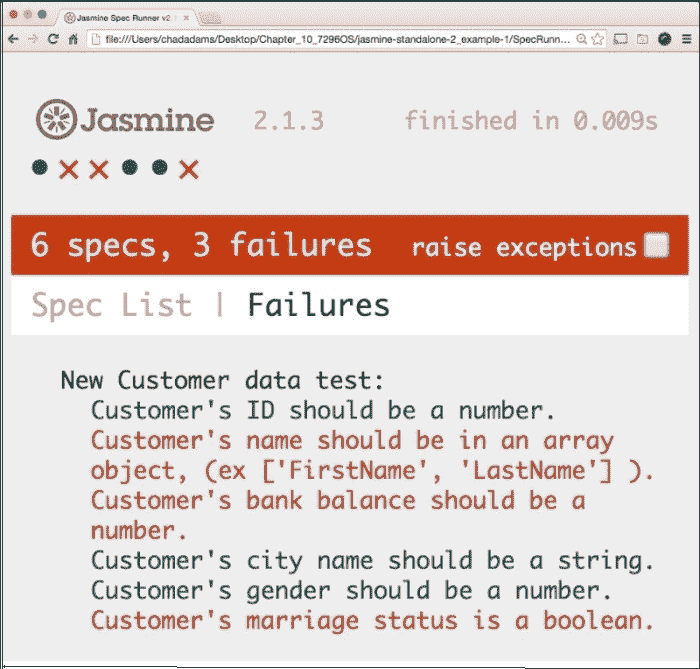 Jasmine Spec Runner v2.
file:///Users/chadadams/Desktop/Chapter_10_7296OS/jasmine-standalone-2_example-1/SpecRunn...
Jasmine 2.1.3 finished in 0.009s
6 specs, 3 failures raise exceptions
Spec List | Failures
New Customer data test:
Customer's ID should be a number.
Customer's name should be in an array
object, (ex ['FirstName', 'LastName'] ).
Customer's bank balance should be a
number.
Customer's city name should be a string.
Customer's gender should be a number.
Customer's marriage status is a boolean.